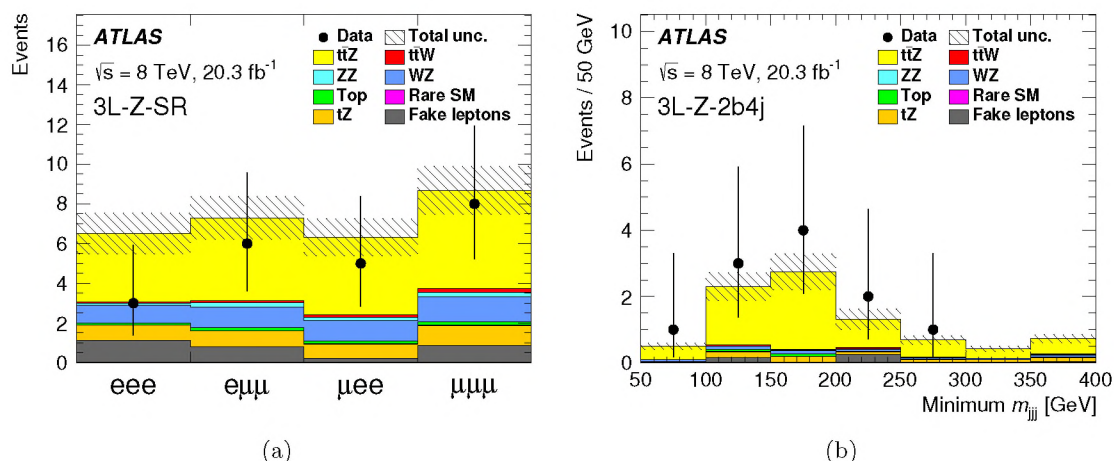 Events
16
14
12
10
8
6
4
2
0
ATLAS
√s = 8 TeV, 20.3 fb⁻¹
3L-Z-SR
Data
Total unc.
tt̄Z
tt̄W
ZZ
WZ
Top
Rare SM
tZ
Fake leptons
eee
eμμ
μee
μμμ
(a)
Events / 50 GeV
10
8
6
4
2
0
ATLAS
√s = 8 TeV, 20.3 fb⁻¹
3L-Z-2b4j
Data
Total unc.
tt̄Z
tt̄W
ZZ
WZ
Top
Rare SM
tZ
Fake leptons
50 100 150 200 250 300 350 400
Minimum mjjj [GeV]
(b)